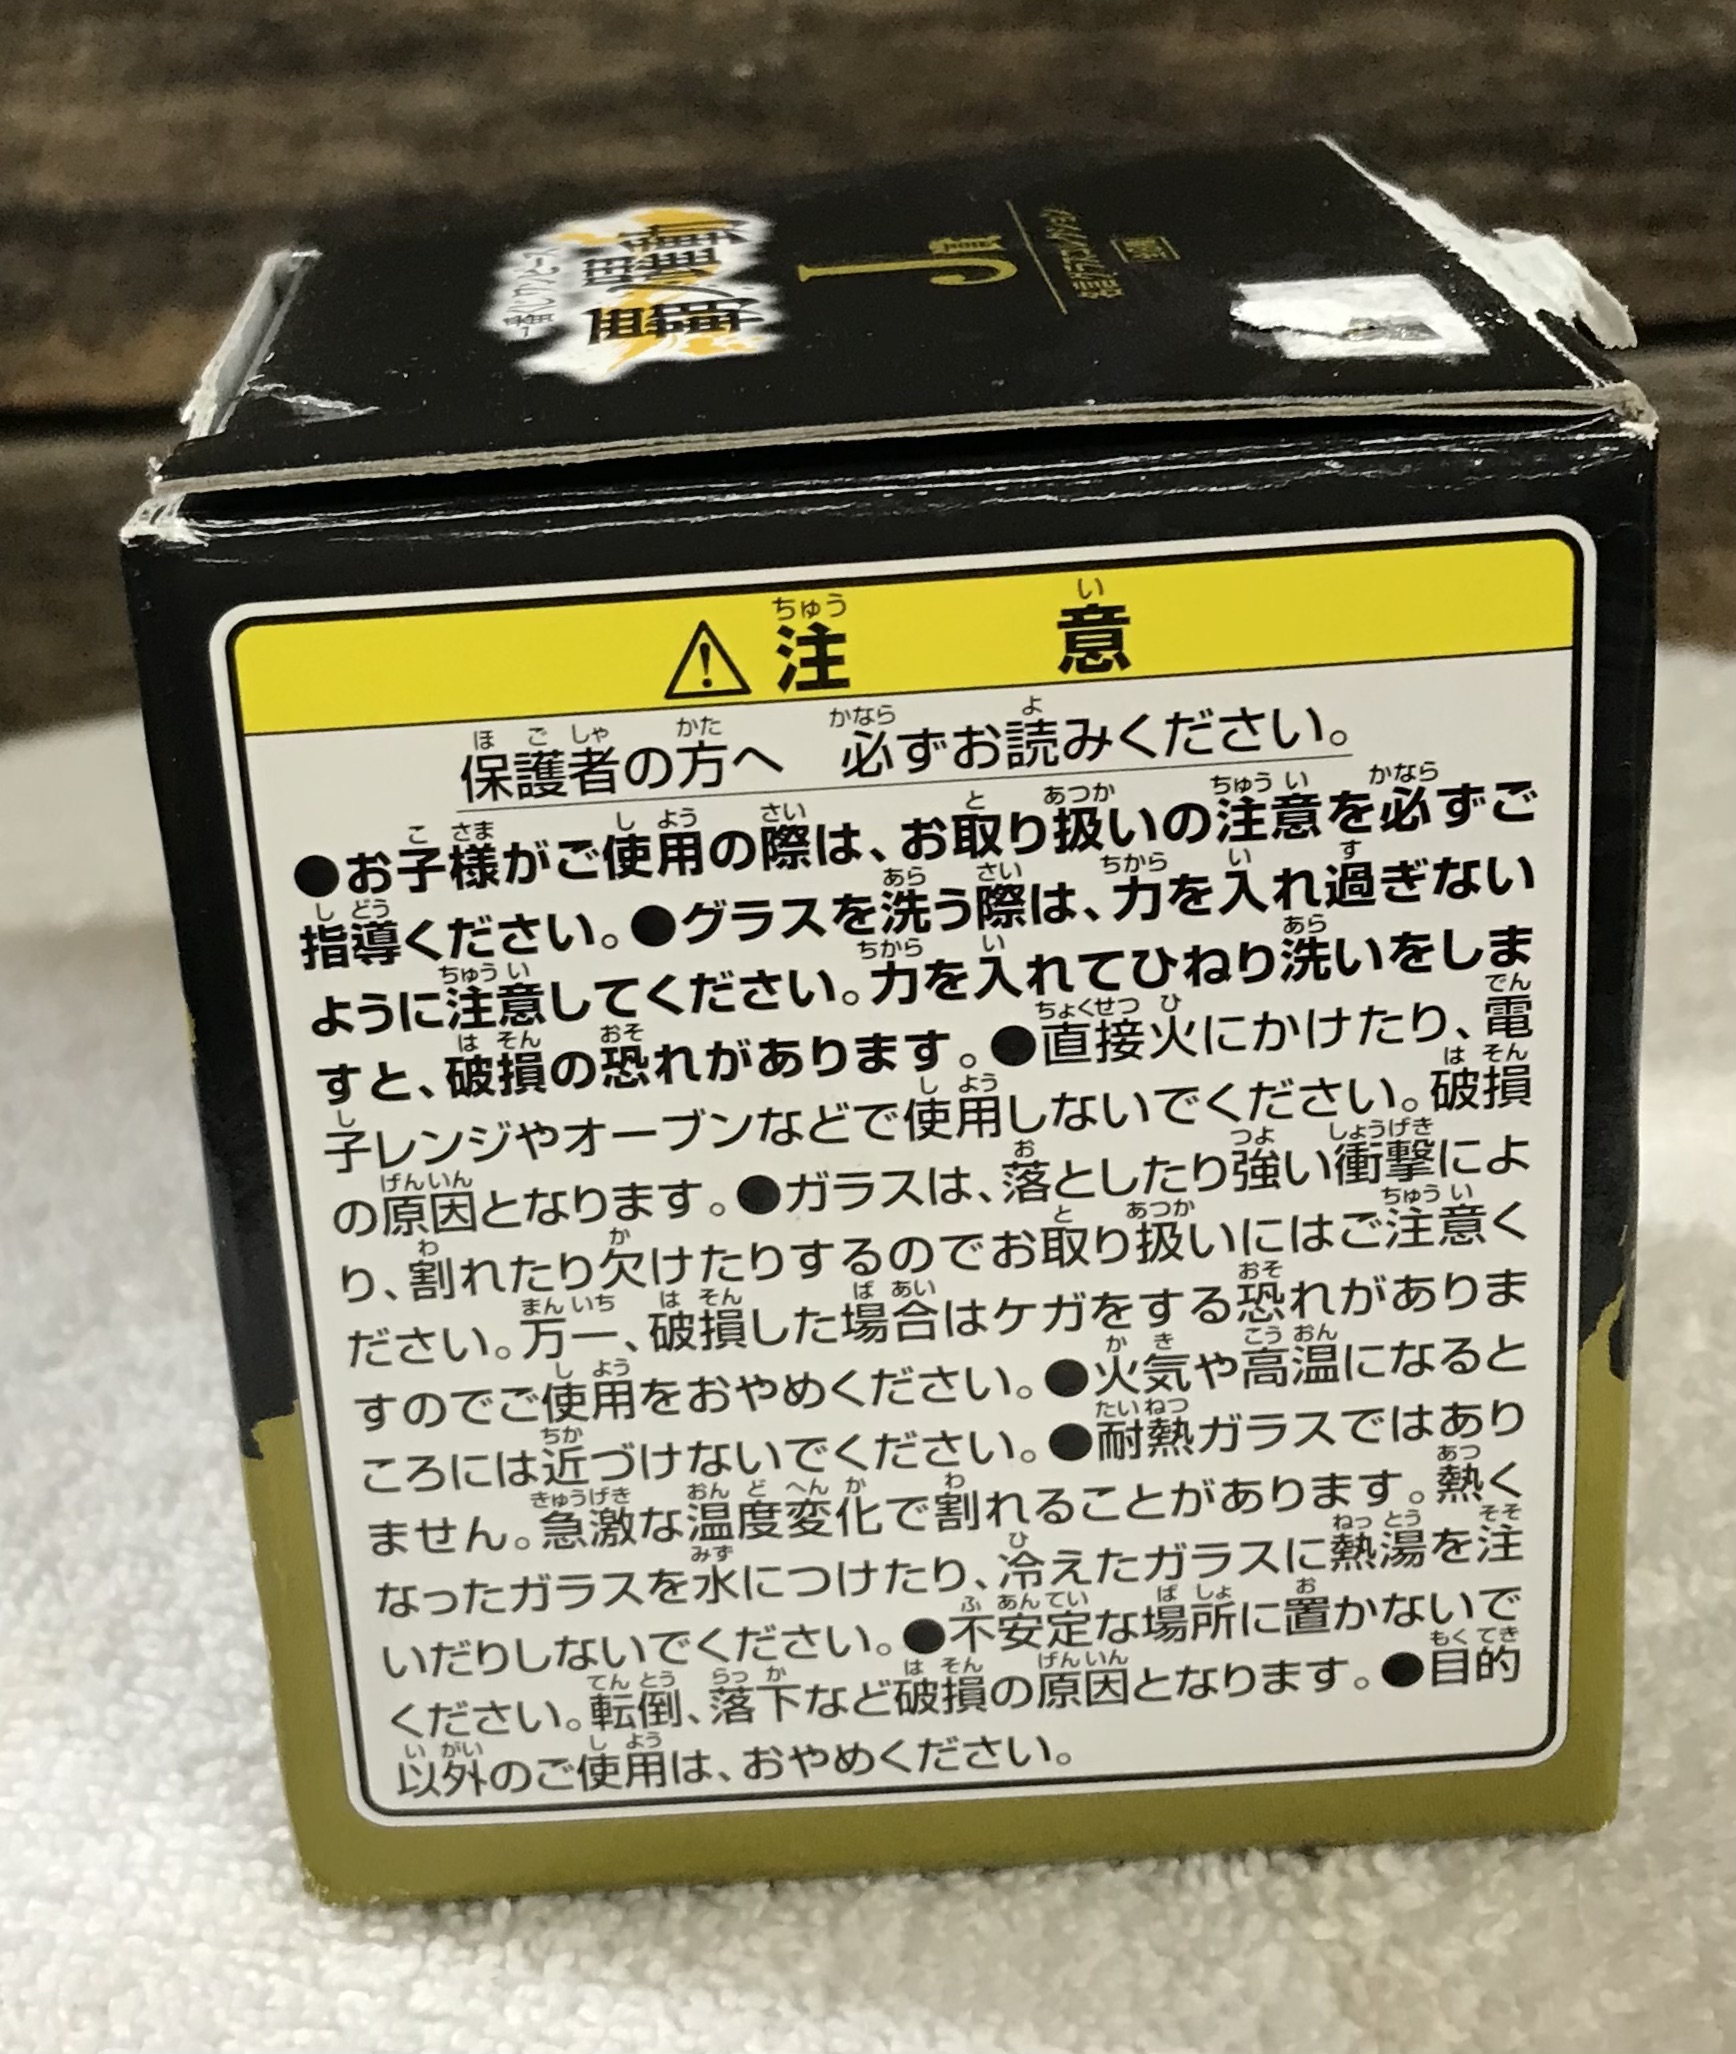 J賞
⚠注意
保護者の方へ 必ずお読みください。
●お子様がご使用の際は、お取り扱いの注意を必ずご
指導ください。●グラスを洗う際は、力を入れ過ぎない
ように注意してください。力を入れてひねり洗いをしま
すと、破損の恐れがあります。●直接火にかけたり、電
子レンジやオーブンなどで使用しないでください。破損
の原因となります。●ガラスは、落としたり強い衝撃によ
り、割れたり欠けたりするのでお取り扱いにはご注意く
ださい。万一、破損した場合はケガをする恐れがありま
すのでご使用をおやめください。●火気や高温になると
ころには近づけないでください。●耐熱ガラスではあり
ません。急激な温度変化で割れることがあります。熱く
なったガラスを水につけたり、冷えたガラスに熱湯を注
いだりしないでください。●不安定な場所に置かないで
ください。転倒、落下など破損の原因となります。●目的
以外のご使用は、おやめください。